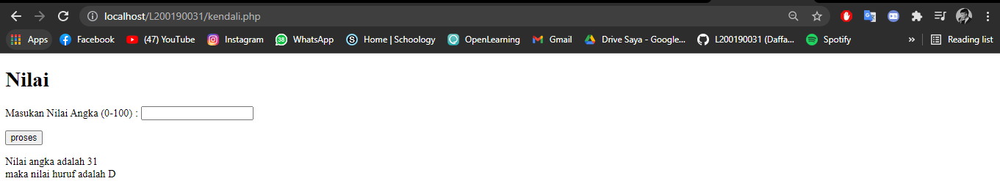 localhost/L200190031/kendali.php
Apps Facebook (47) YouTube Instagram 38 WhatsApp S Home | Schoology OpenLearning Gmail Drive Saya - Google... L200190031 (Daffa... Spotify » Reading list
Nilai
Masukan Nilai Angka (0-100) :
proses
Nilai angka adalah 31
maka nilai huruf adalah D